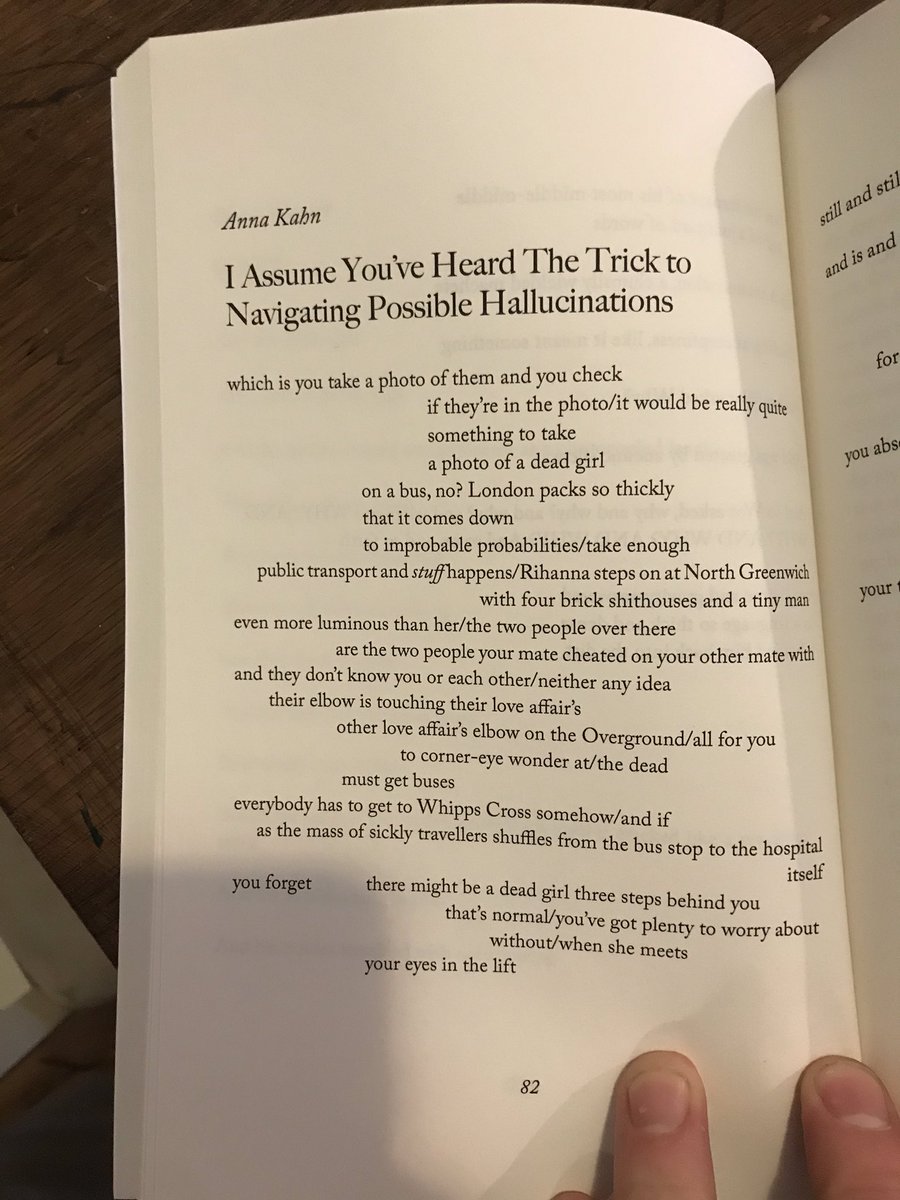 Anna Kahn
I Assume You've Heard The Trick to
Navigating Possible Hallucinations
which is you take a photo of them and you check
if they're in the photo/it would be really quite
something to take
a photo of a dead girl
on a bus, no? London packs so thickly
that it comes down
to improbable probabilities/take enough
public transport and stuff happens/Rihanna steps on at North Greenwich
with four brick shithouses and a tiny man
even more luminous than her/the two people over there
are the two people your mate cheated on your other mate with
and they don't know you or each other/neither any idea
their elbow is touching their love affair's
other love affair's elbow on the Overground/all for you
to corner-eye wonder at/the dead
must get buses
everybody has to get to Whipps Cross somehow/and if
as the mass of sickly travellers shuffles from the bus stop to the hospital
itself
you forget there might be a dead girl three steps behind you
that's normal/you've got plenty to worry about
without/when she meets
your eyes in the lift
82
still and
and is and
for
you
your